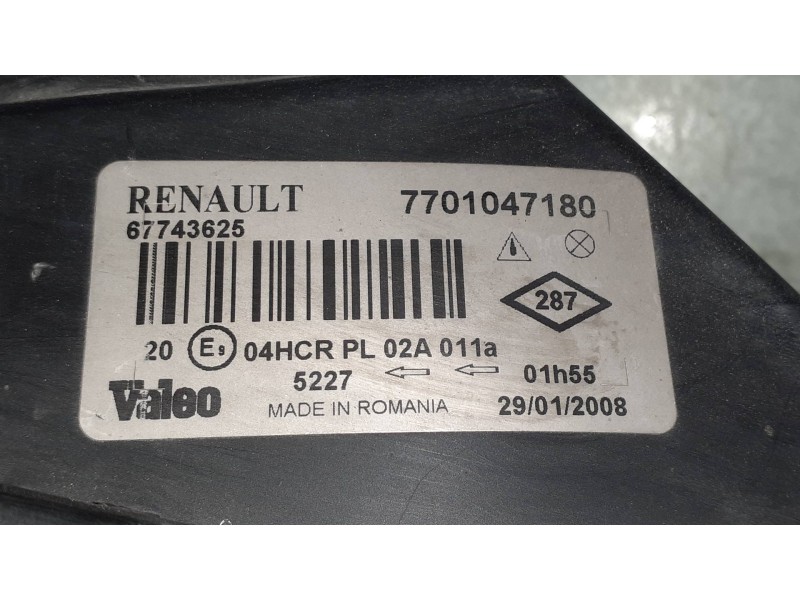 RENAULT 7701047180
67743625
287
20 E9 04HCR PL 02A 011a
5227 01h55
Valeo MADE IN ROMANIA 29/01/2008